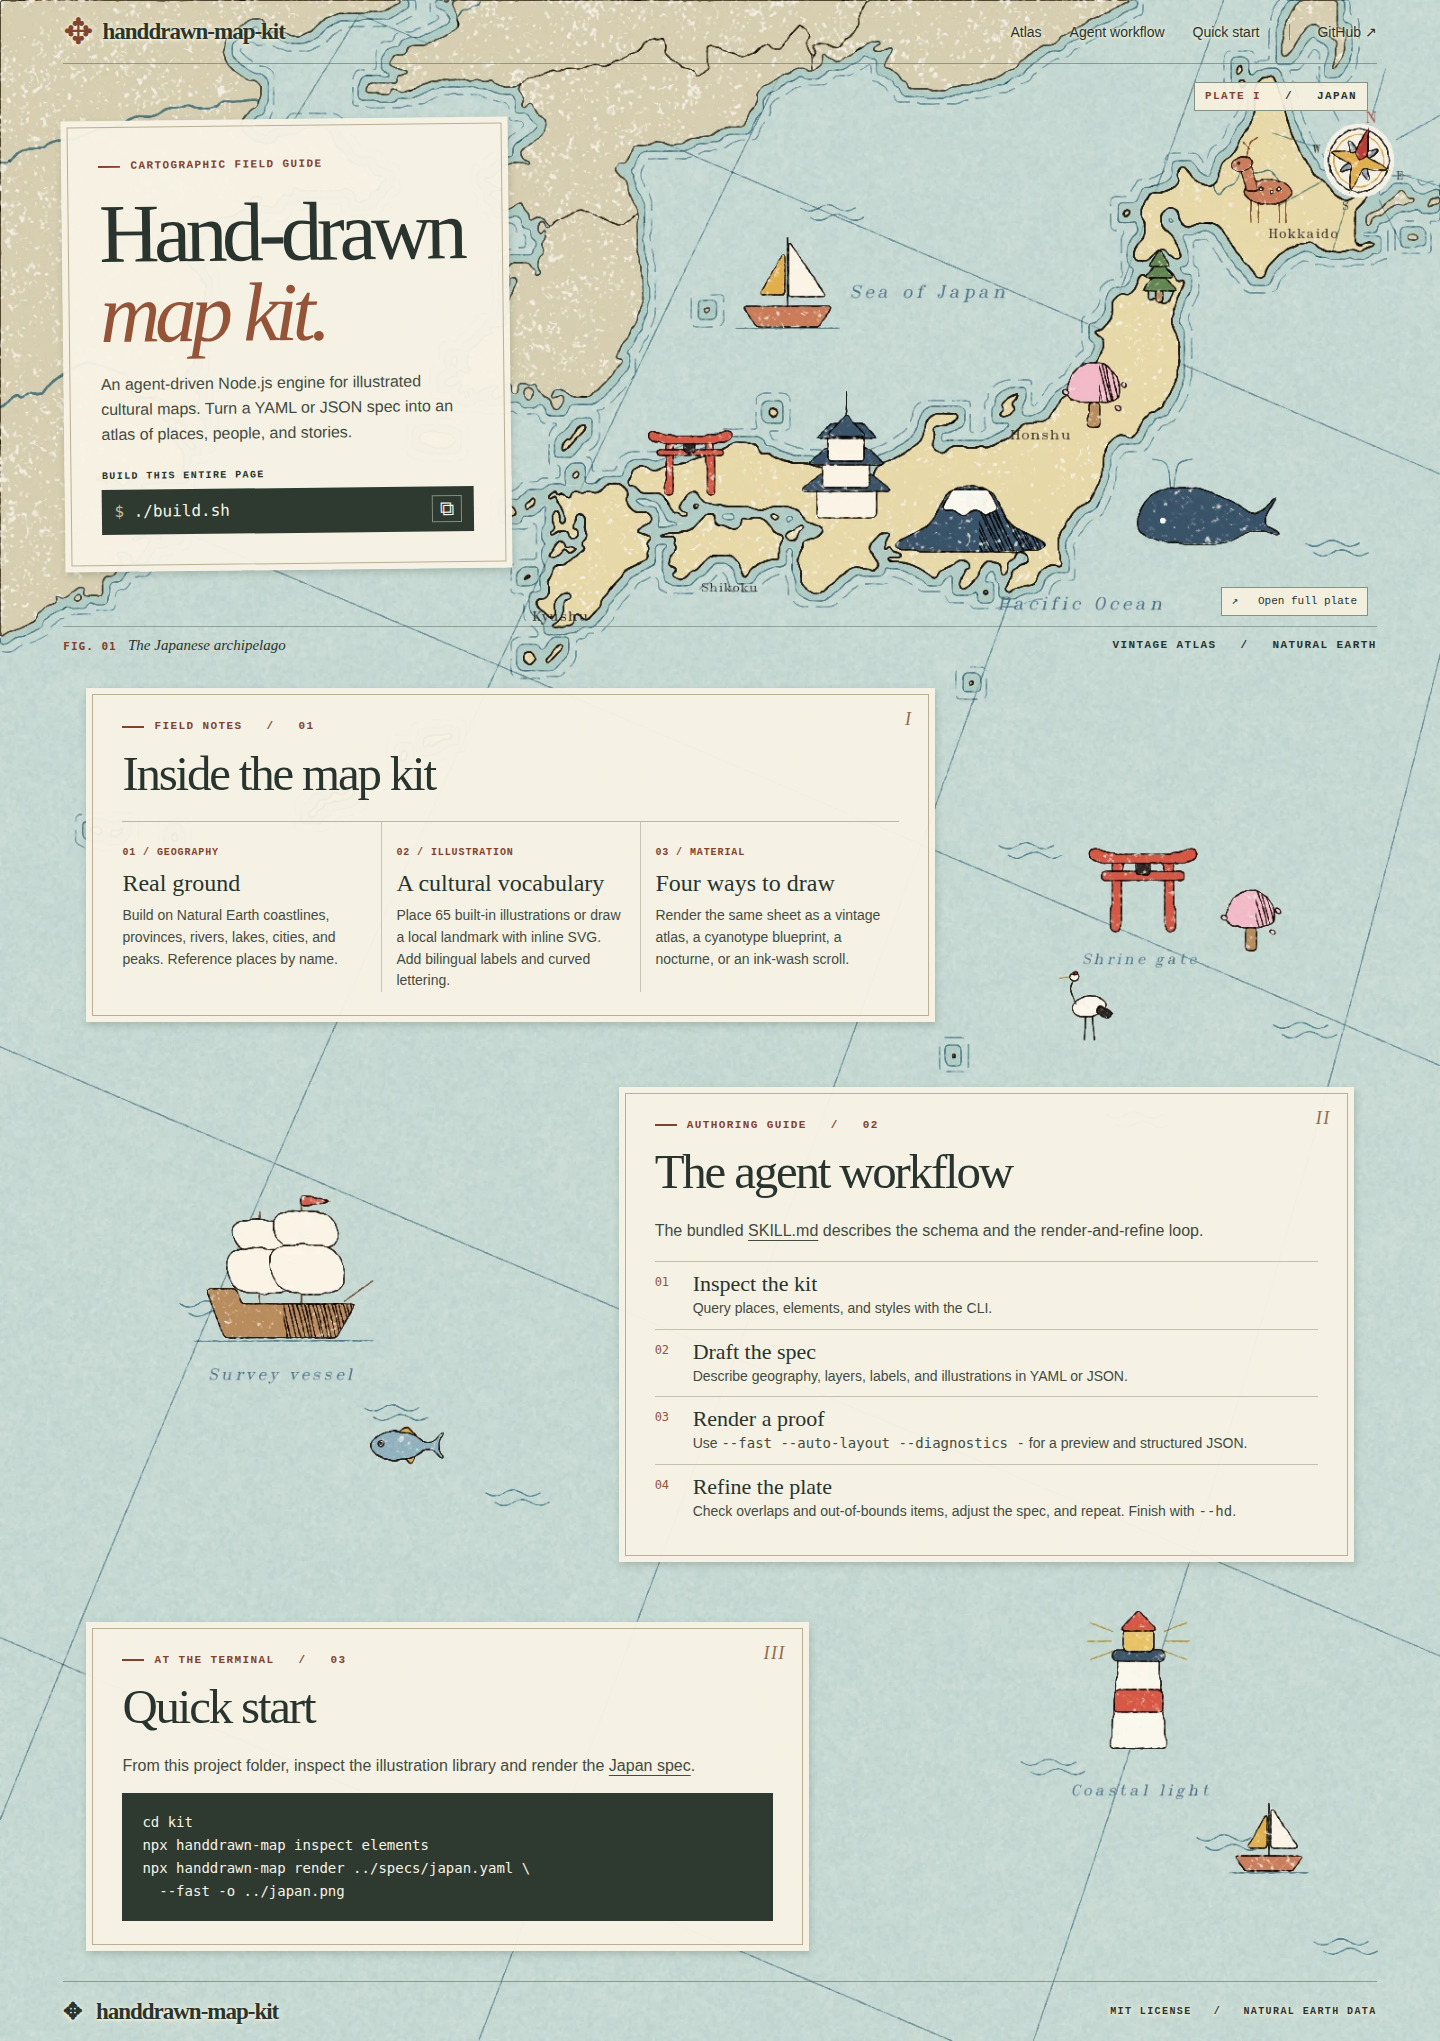 handdrawn-map-kit
Atlas Agent workflow Quick start GitHub ↗
PLATE I / JAPAN
N
W
E
S
CARTOGRAPHIC FIELD GUIDE
Hand-drawn
map kit.
An agent-driven Node.js engine for illustrated
cultural maps. Turn a YAML or JSON spec into an
atlas of places, people, and stories.
BUILD THIS ENTIRE PAGE
$ ./build.sh
Hokkaido
Sea of Japan
Honshu
Shikoku
Kyushu
Pacific Ocean
↗ Open full plate
FIG. 01 The Japanese archipelago
VINTAGE ATLAS / NATURAL EARTH
FIELD NOTES / 01
I
Inside the map kit
01 / GEOGRAPHY
Real ground
Build on Natural Earth coastlines,
provinces, rivers, lakes, cities, and
peaks. Reference places by name.
02 / ILLUSTRATION
A cultural vocabulary
Place 65 built-in illustrations or draw
a local landmark with inline SVG.
Add bilingual labels and curved
lettering.
03 / MATERIAL
Four ways to draw
Render the same sheet as a vintage
atlas, a cyanotype blueprint, a
nocturne, or an ink-wash scroll.
Shrine gate
AUTHORING GUIDE / 02
II
The agent workflow
The bundled SKILL.md describes the schema and the render-and-refine loop.
01 Inspect the kit
Query places, elements, and styles with the CLI.
02 Draft the spec
Describe geography, layers, labels, and illustrations in YAML or JSON.
03 Render a proof
Use --fast --auto-layout --diagnostics - for a preview and structured JSON.
04 Refine the plate
Check overlaps and out-of-bounds items, adjust the spec, and repeat. Finish with --hd.
Survey vessel
AT THE TERMINAL / 03
III
Quick start
From this project folder, inspect the illustration library and render the Japan spec.
cd kit
npx handdrawn-map inspect elements
npx handdrawn-map render ../specs/japan.yaml \
--fast -o ../japan.png
Coastal light
handdrawn-map-kit
MIT LICENSE / NATURAL EARTH DATA